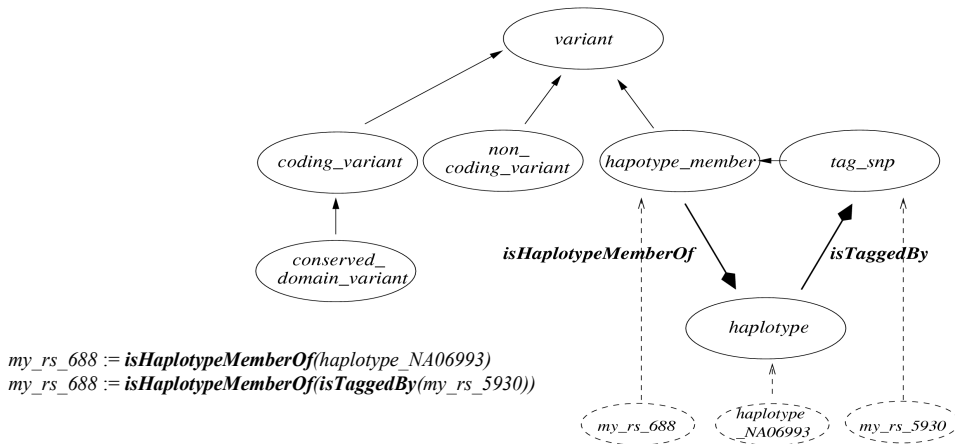 variant
coding_variant
non_
coding_variant
hapotype_member
tag_snp
isHaplotypeMemberOf
isTaggedBy
conserved_
domain_variant
haplotype
my_rs_688 := isHaplotypeMemberOf(haplotype_NA06993)
my_rs_688 := isHaplotypeMemberOf(isTaggedBy(my_rs_5930))
my_rs_688
haplotype
_NA06993
my_rs_5930